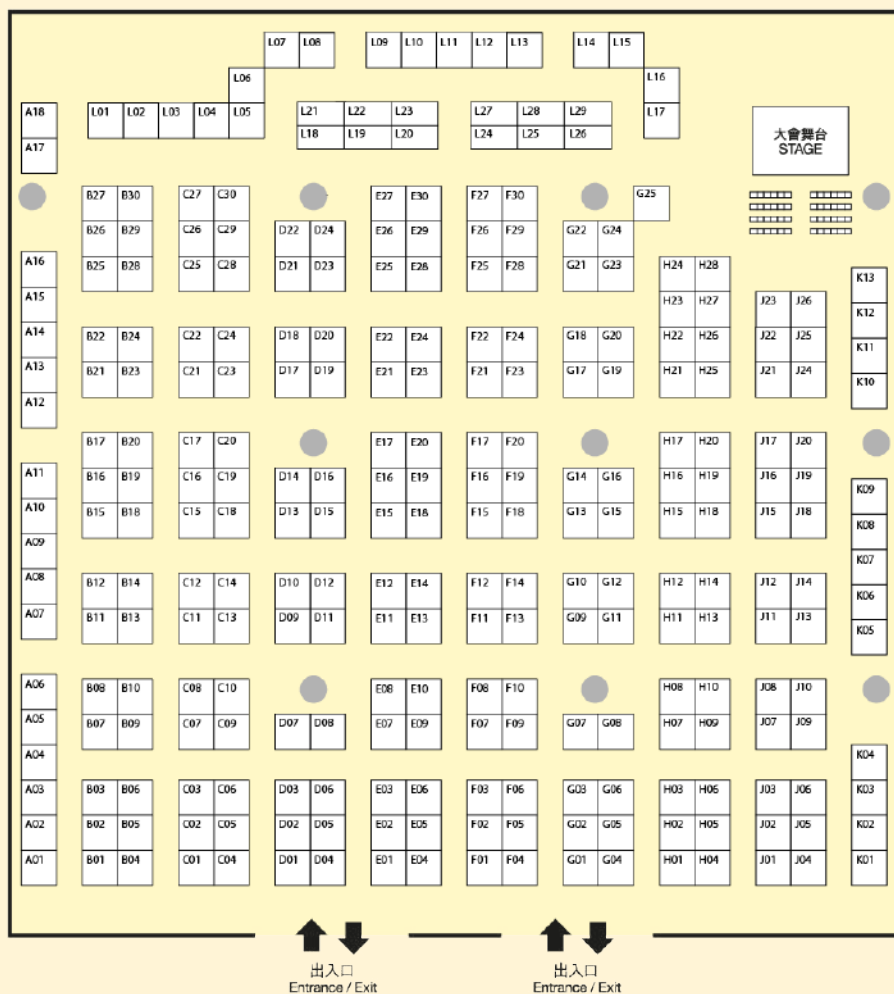 L07 L08 L09 L10 L11 L12 L13 L14 L15
L06 L16
A18 L01 L02 L03 L04 L05 L21 L22 L23 L27 L28 L29 L17
L18 L19 L20 L24 L25 L26
A17
大會舞台
STAGE
B27 B30 C27 C30 E27 E30 F27 F30 G25
B26 B29 C26 C29 D22 D24 E26 E29 F26 F29 G22 G24
A16 B25 B28 C25 C28 D21 D23 E25 E28 F25 F28 G21 G23 H24 H28 K13
A15 H23 H27 J23 J26 K12
A14 B22 B24 C22 C24 D18 D20 E22 E24 F22 F24 G18 G20 H22 H26 J22 J25 K11
A13 B21 B23 C21 C23 D17 D19 E21 E23 F21 F23 G17 G19 H21 H25 J21 J24 K10
A12
B17 B20 C17 C20 E17 E20 F17 F20 H17 H20 J17 J20
A11 B16 B19 C16 C19 D14 D16 E16 E19 F16 F19 G14 G16 H16 H19 J16 J19 K09
A10 B15 B18 C15 C18 D13 D15 E15 E18 F15 F18 G13 G15 H15 H18 J15 J18 K08
A09 K07
A08 B12 B14 C12 C14 D10 D12 E12 E14 F12 F14 G10 G12 H12 H14 J12 J14 K06
A07 B11 B13 C11 C13 D09 D11 E11 E13 F11 F13 G09 G11 H11 H13 J11 J13 K05
A06 B08 B10 C08 C10 E08 E10 F08 F10 H08 H10 J08 J10
A05 B07 B09 C07 C09 D07 D08 E07 E09 F07 F09 G07 G08 H07 H09 J07 J09
A04 K04
A03 B03 B06 C03 C06 D03 D06 E03 E06 F03 F06 G03 G06 H03 H06 J03 J06 K03
A02 B02 B05 C02 C05 D02 D05 E02 E05 F02 F05 G02 G05 H02 H05 J02 J05 K02
A01 B01 B04 C01 C04 D01 D04 E01 E04 F01 F04 G01 G04 H01 H04 J01 J04 K01
出入口 出入口
Entrance / Exit Entrance / Exit